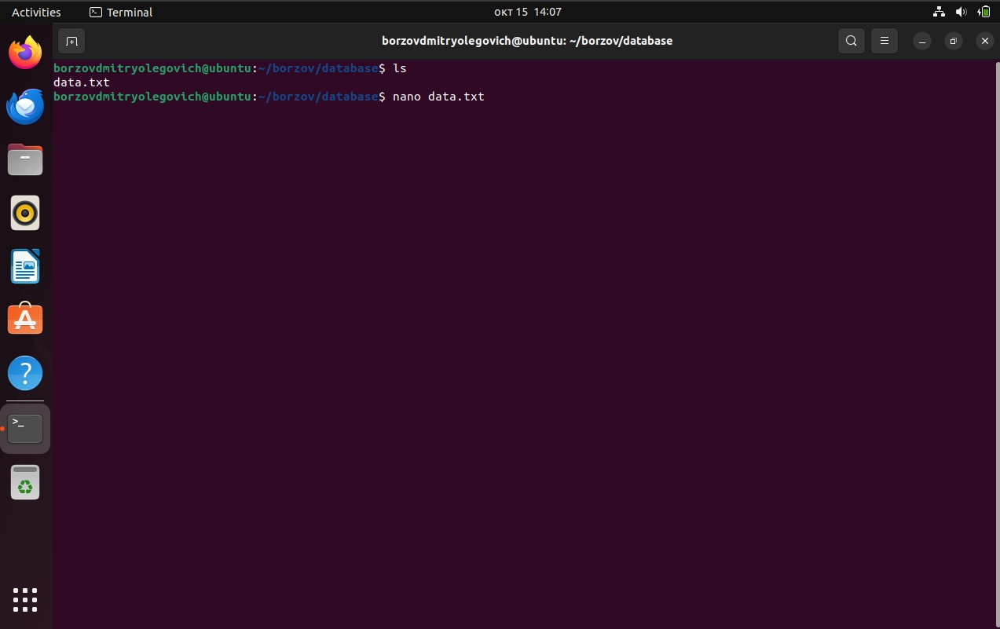 Activities
Terminal
окт 15 14:07
borzovdmitryolegovich@ubuntu: ~/borzov/database
borzovdmitryolegovich@ubuntu:~/borzov/database$ ls
data.txt
borzovdmitryolegovich@ubuntu:~/borzov/database$ nano data.txt